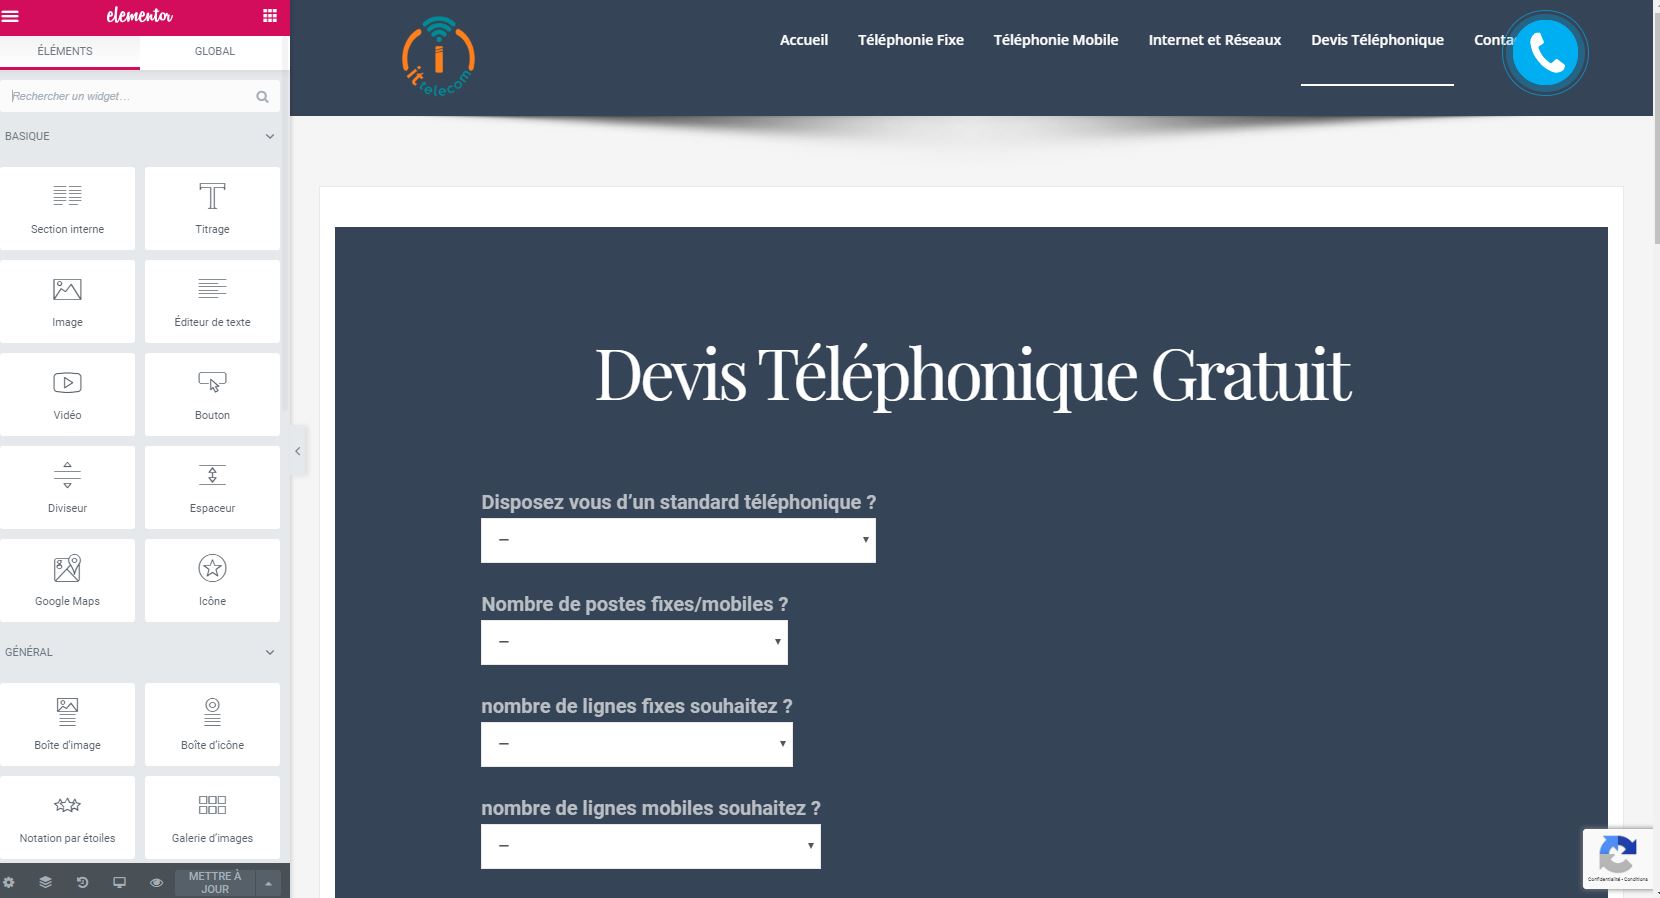 elementor
ÉLÉMENTS
GLOBAL
Rechercher un widget...
BASIQUE
Section interne
Titrage
Image
Éditeur de texte
Vidéo
Bouton
Diviseur
Espaceur
Google Maps
Icône
GÉNÉRAL
Boîte d'image
Boîte d'icône
Notation par étoiles
Galerie d'images
METTRE À
JOUR
it telecom
Accueil
Téléphonie Fixe
Téléphonie Mobile
Internet et Réseaux
Devis Téléphonique
Conta
Devis Téléphonique Gratuit
Disposez vous d’un standard téléphonique ?
—
Nombre de postes fixes/mobiles ?
—
nombre de lignes fixes souhaitez ?
—
nombre de lignes mobiles souhaitez ?
—
Confidentialité - Conditions